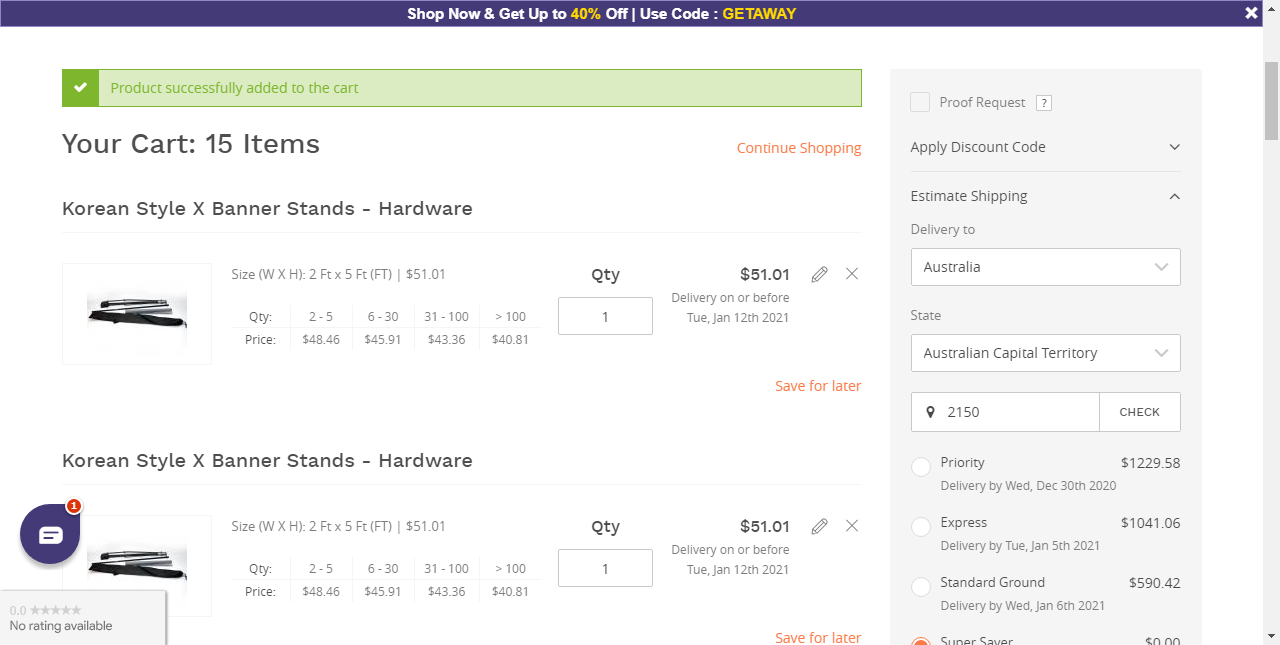 Shop Now & Get Up to 40% Off | Use Code : GETAWAY
Product successfully added to the cart
Your Cart: 15 Items
Continue Shopping
Korean Style X Banner Stands - Hardware
Size (W X H): 2 Ft x 5 Ft (FT) | $51.01
Qty: 2 - 5 6 - 30 31 - 100 > 100
Price: $48.46 $45.91 $43.36 $40.81
Qty
1
$51.01
Delivery on or before
Tue, Jan 12th 2021
Save for later
Korean Style X Banner Stands - Hardware
Size (W X H): 2 Ft x 5 Ft (FT) | $51.01
Qty: 2 - 5 6 - 30 31 - 100 > 100
Price: $48.46 $45.91 $43.36 $40.81
Qty
1
$51.01
Delivery on or before
Tue, Jan 12th 2021
Save for later
Proof Request ?
Apply Discount Code
Estimate Shipping
Delivery to
Australia
State
Australian Capital Territory
2150 CHECK
Priority $1229.58
Delivery by Wed, Dec 30th 2020
Express $1041.06
Delivery by Tue, Jan 5th 2021
Standard Ground $590.42
Delivery by Wed, Jan 6th 2021
Super Saver $0.00
1
0.0
No rating available